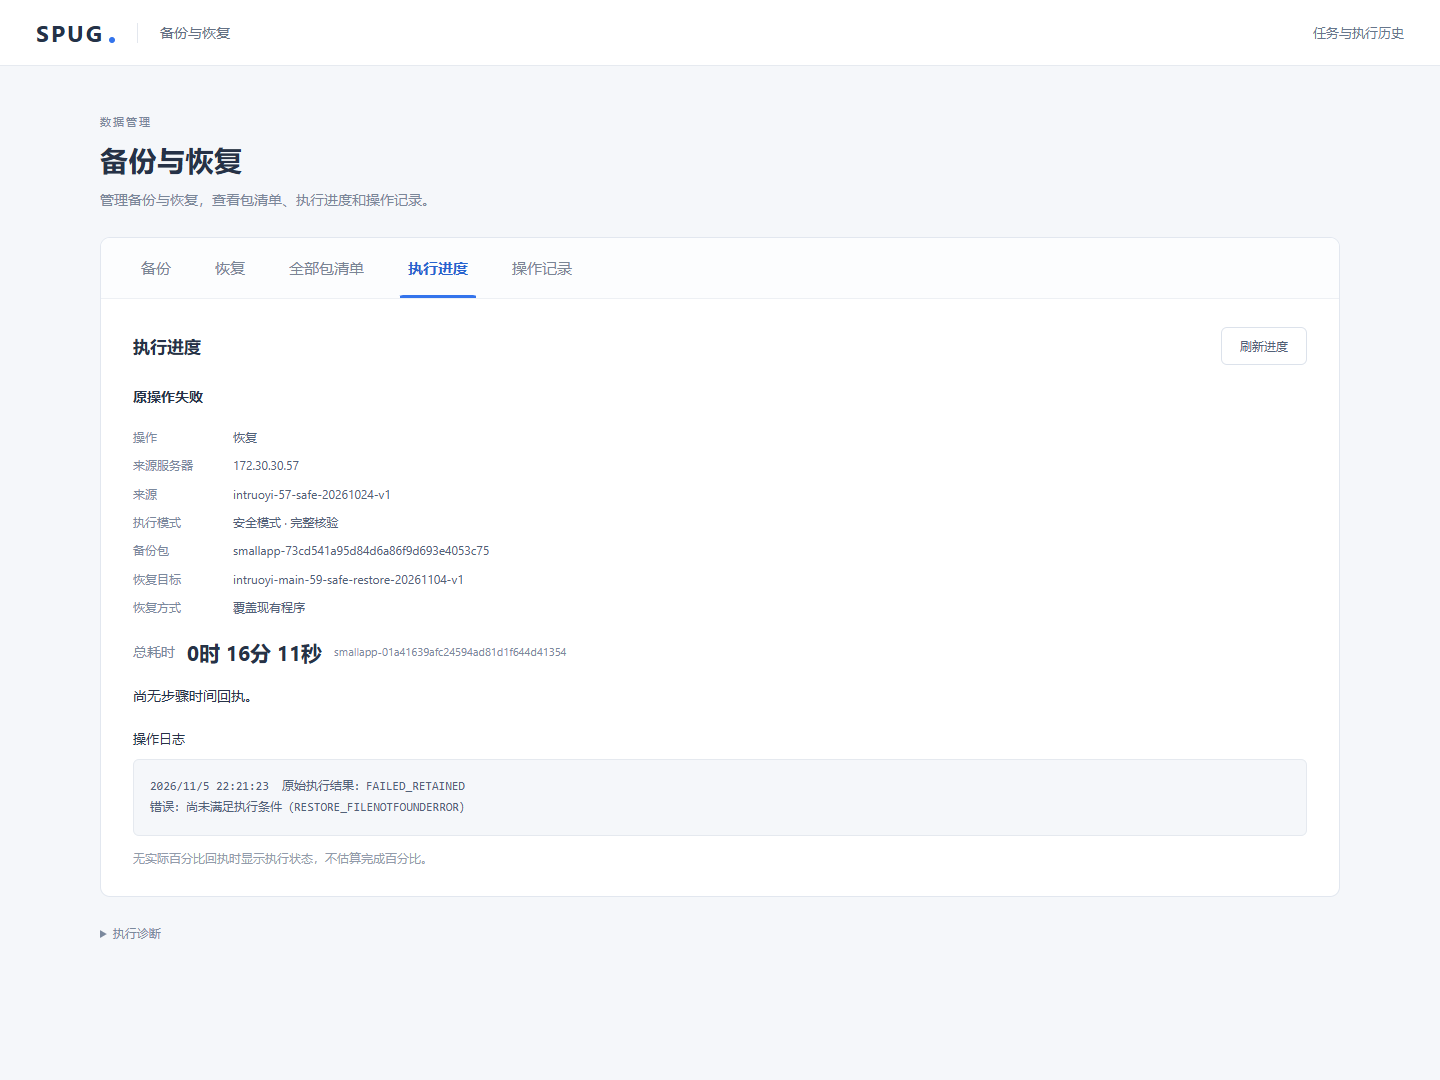 SPUG. 备份与恢复 任务与执行历史
数据管理
备份与恢复
管理备份与恢复，查看包清单、执行进度和操作记录。
备份 恢复 全部包清单 执行进度 操作记录
执行进度 刷新进度
原操作失败
操作 恢复
来源服务器 172.30.30.57
来源 intruoyi-57-safe-20261024-v1
执行模式 安全模式 · 完整核验
备份包 smallapp-73cd541a95d84d6a86f9d693e4053c75
恢复目标 intruoyi-main-59-safe-restore-20261104-v1
恢复方式 覆盖现有程序
总耗时 0时 16分 11秒 smallapp-01a41639afc24594ad81d1f644d41354
尚无步骤时间回执。
操作日志
2026/11/5 22:21:23 原始执行结果: FAILED_RETAINED
错误: 尚未满足执行条件 (RESTORE_FILENOTFOUNDERROR)
无实际百分比回执时显示执行状态，不估算完成百分比。
▶ 执行诊断